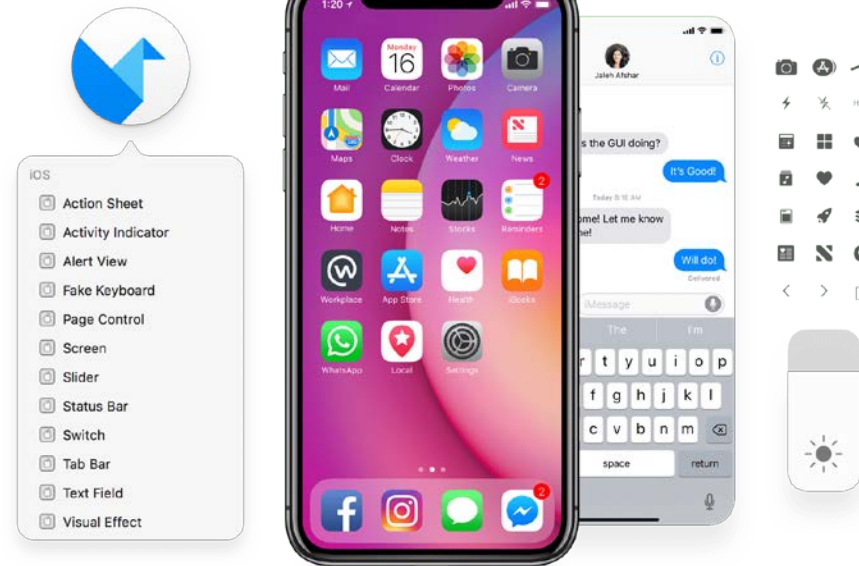 iOS
Action Sheet
Activity Indicator
Alert View
Fake Keyboard
Page Control
Screen
Slider
Status Bar
Switch
Tab Bar
Text Field
Visual Effect
1:20
Monday
16
Mail
Calendar
Photos
Camera
Maps
Clock
Weather
News
2
Home
Notes
Stocks
Reminders
Workplace
App Store
Health
iBooks
WhatsApp
Local
Settings
2
Jaleh Afshar
s the GUI doing?
It's Good!
Today 8:15 AM
ome! Let me know
Will do!
Delivered
iMessage
The
I'm
r t y u i o p
f g h j k l
c v b n m
space
return